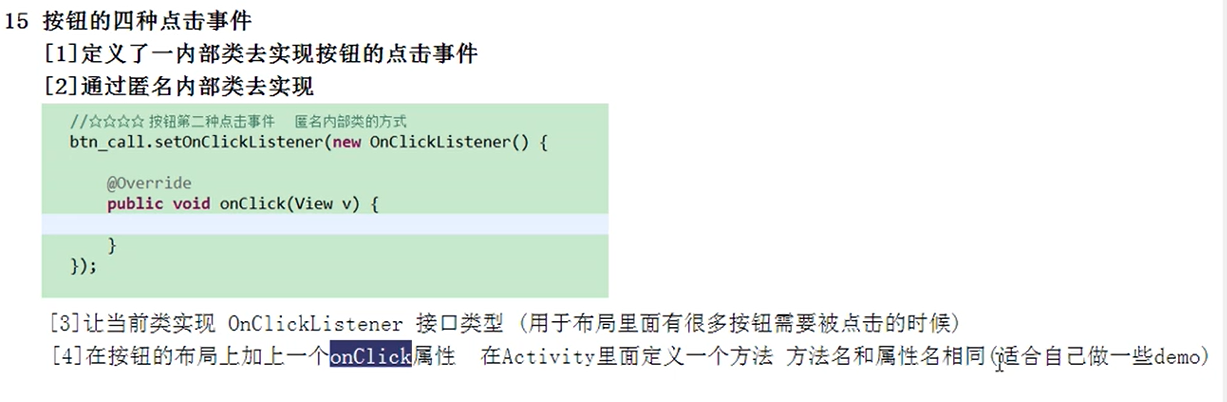 15 按钮的四种点击事件
[1]定义了一内部类去实现按钮的点击事件
[2]通过匿名内部类去实现
//☆☆☆☆ 按钮第二种点击事件 匿名内部类的方式
btn_call.setOnClickListener(new OnClickListener() {
@Override
public void onClick(View v) {
}
});
[3]让当前类实现 OnClickListener 接口类型 (用于布局里面有很多按钮需要被点击的时候)
[4]在按钮的布局上加上一个onClick属性 在Activity里面定义一个方法 方法名和属性名相同(适合自己做一些demo)